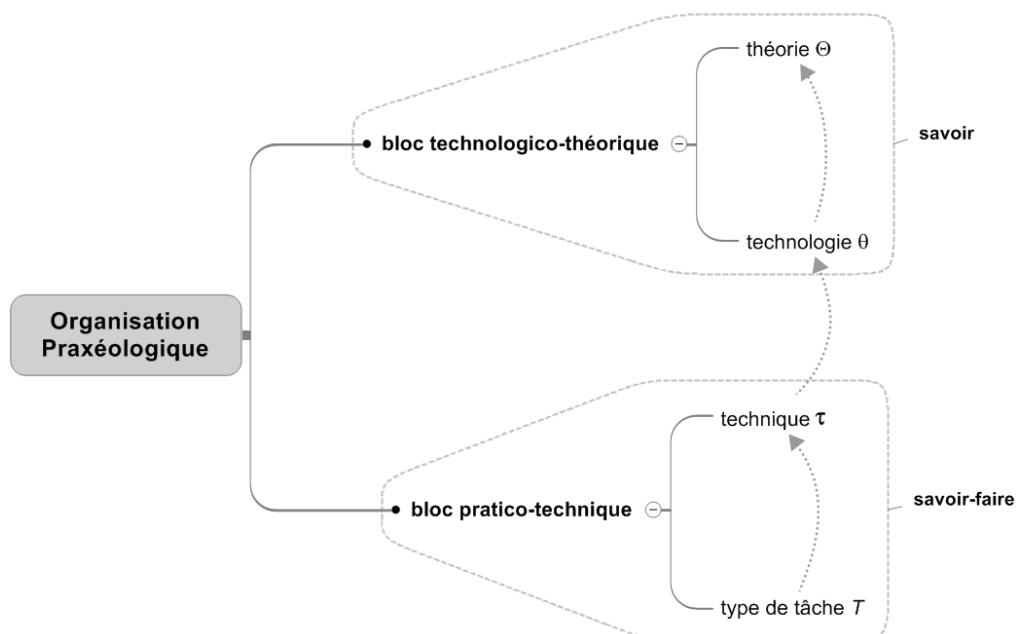 théorie Θ
bloc technologico-théorique
savoir
technologie θ
Organisation
Praxéologique
technique τ
bloc pratico-technique
savoir-faire
type de tâche T